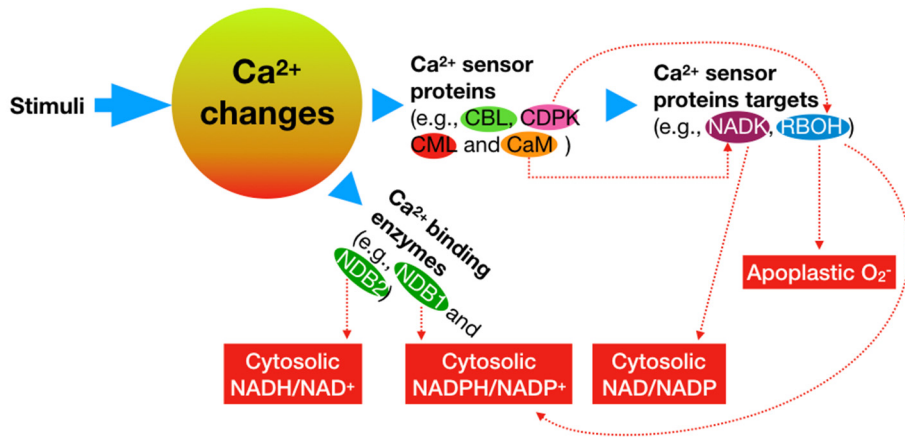 Stimuli
Ca²⁺
changes
Ca²⁺ sensor
proteins
(e.g., CBL, CDPK
CML and CaM )
Ca²⁺ sensor
proteins targets
(e.g., NADK, RBOH)
Ca²⁺ binding
enzymes
(e.g., NDB1 and
NDB2)
Apoplastic O₂⁻
Cytosolic
NADH/NAD⁺
Cytosolic
NADPH/NADP⁺
Cytosolic
NAD/NADP